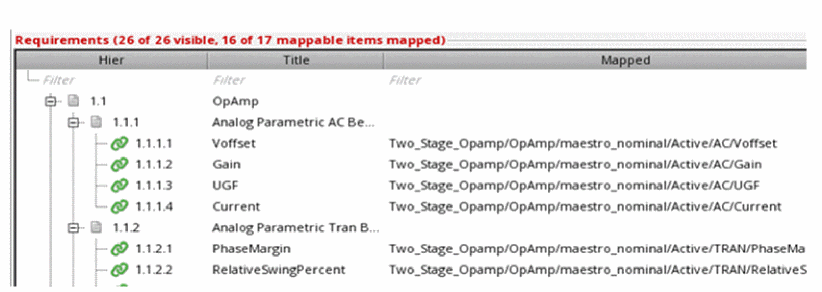 Requirements (26 of 26 visible, 16 of 17 mappable items mapped)
Hier Title Mapped
Filter Filter Filter
1.1 OpAmp
1.1.1 Analog Parametric AC Be...
1.1.1.1 Voffset Two_Stage_Opamp/OpAmp/maestro_nominal/Active/AC/Voffset
1.1.1.2 Gain Two_Stage_Opamp/OpAmp/maestro_nominal/Active/AC/Gain
1.1.1.3 UGF Two_Stage_Opamp/OpAmp/maestro_nominal/Active/AC/UGF
1.1.1.4 Current Two_Stage_Opamp/OpAmp/maestro_nominal/Active/AC/Current
1.1.2 Analog Parametric Tran B...
1.1.2.1 PhaseMargin Two_Stage_Opamp/OpAmp/maestro_nominal/Active/TRAN/PhaseMa
1.1.2.2 RelativeSwingPercent Two_Stage_Opamp/OpAmp/maestro_nominal/Active/TRAN/RelativeS